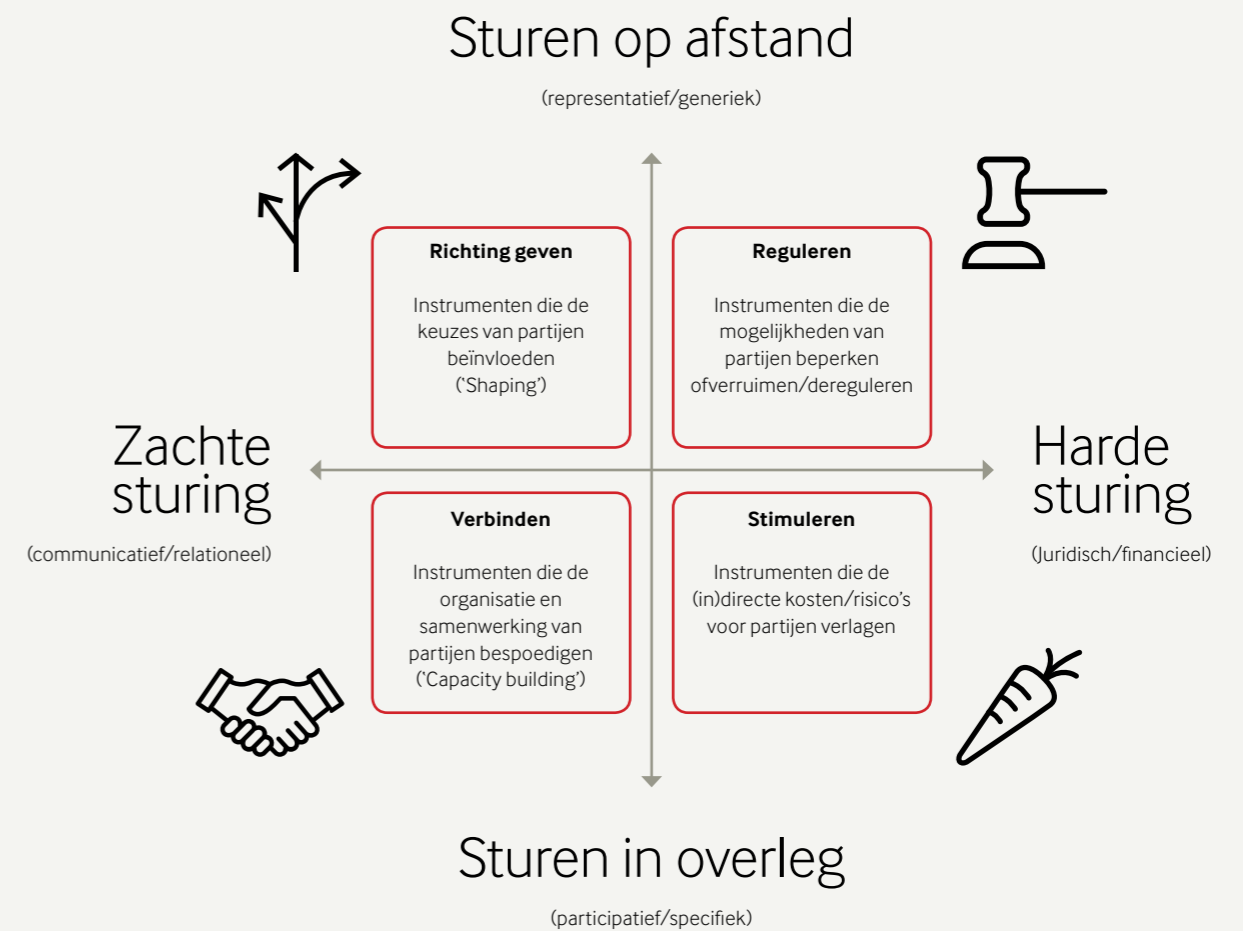 Sturen op afstand
(representatief/generiek)
Richting geven
Instrumenten die de
keuzes van partijen
beïnvloeden
(‘Shaping’)
Reguleren
Instrumenten die de
mogelijkheden van
partijen beperken
ofverruimen/dereguleren
Zachte
sturing
(communicatief/relationeel)
Harde
sturing
(Juridisch/financieel)
Verbinden
Instrumenten die de
organisatie en
samenwerking van
partijen bespoedigen
(‘Capacity building’)
Stimuleren
Instrumenten die de
(in)directe kosten/risico’s
voor partijen verlagen
Sturen in overleg
(participatief/specifiek)